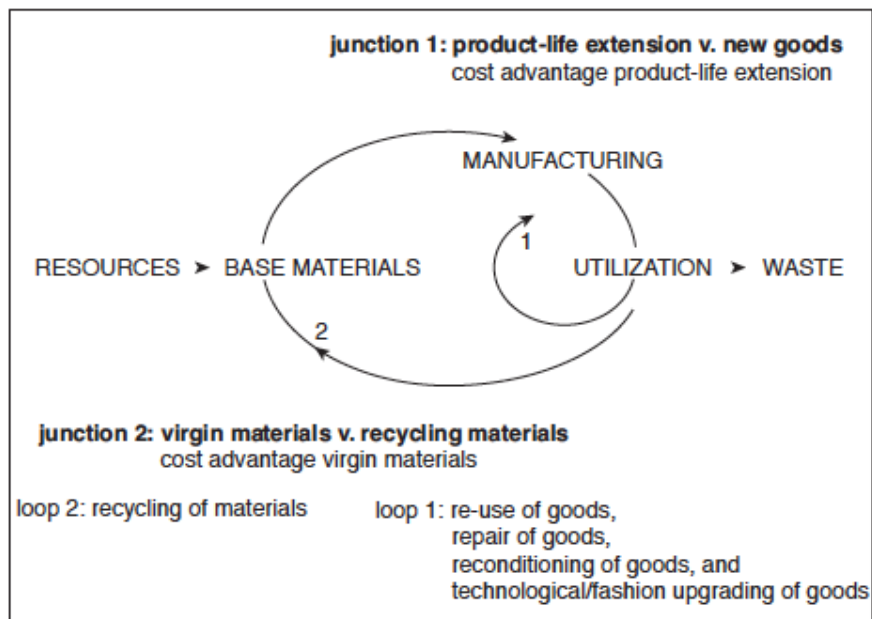 junction 1: product-life extension v. new goods
cost advantage product-life extension
MANUFACTURING
1
RESOURCES ➤ BASE MATERIALS
UTILIZATION ➤ WASTE
2
junction 2: virgin materials v. recycling materials
cost advantage virgin materials
loop 2: recycling of materials
loop 1: re-use of goods,
repair of goods,
reconditioning of goods, and
technological/fashion upgrading of goods